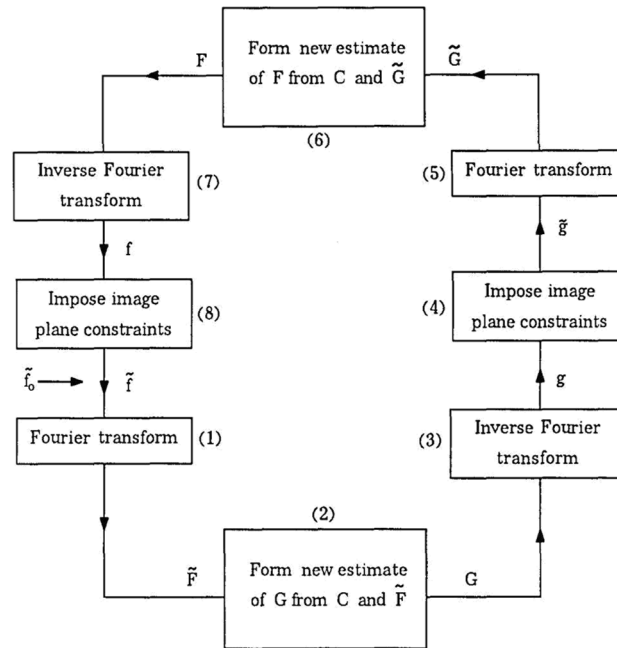 F
Form new estimate
of F from C and G̃
G̃
(6)
Inverse Fourier
transform
(7)
(5)
Fourier transform
f
g̃
Impose image
plane constraints
(8)
(4)
Impose image
plane constraints
f̃₀
f̃
g
Fourier transform
(1)
(3)
Inverse Fourier
transform
(2)
F̃
Form new estimate
of G from C and F̃
G